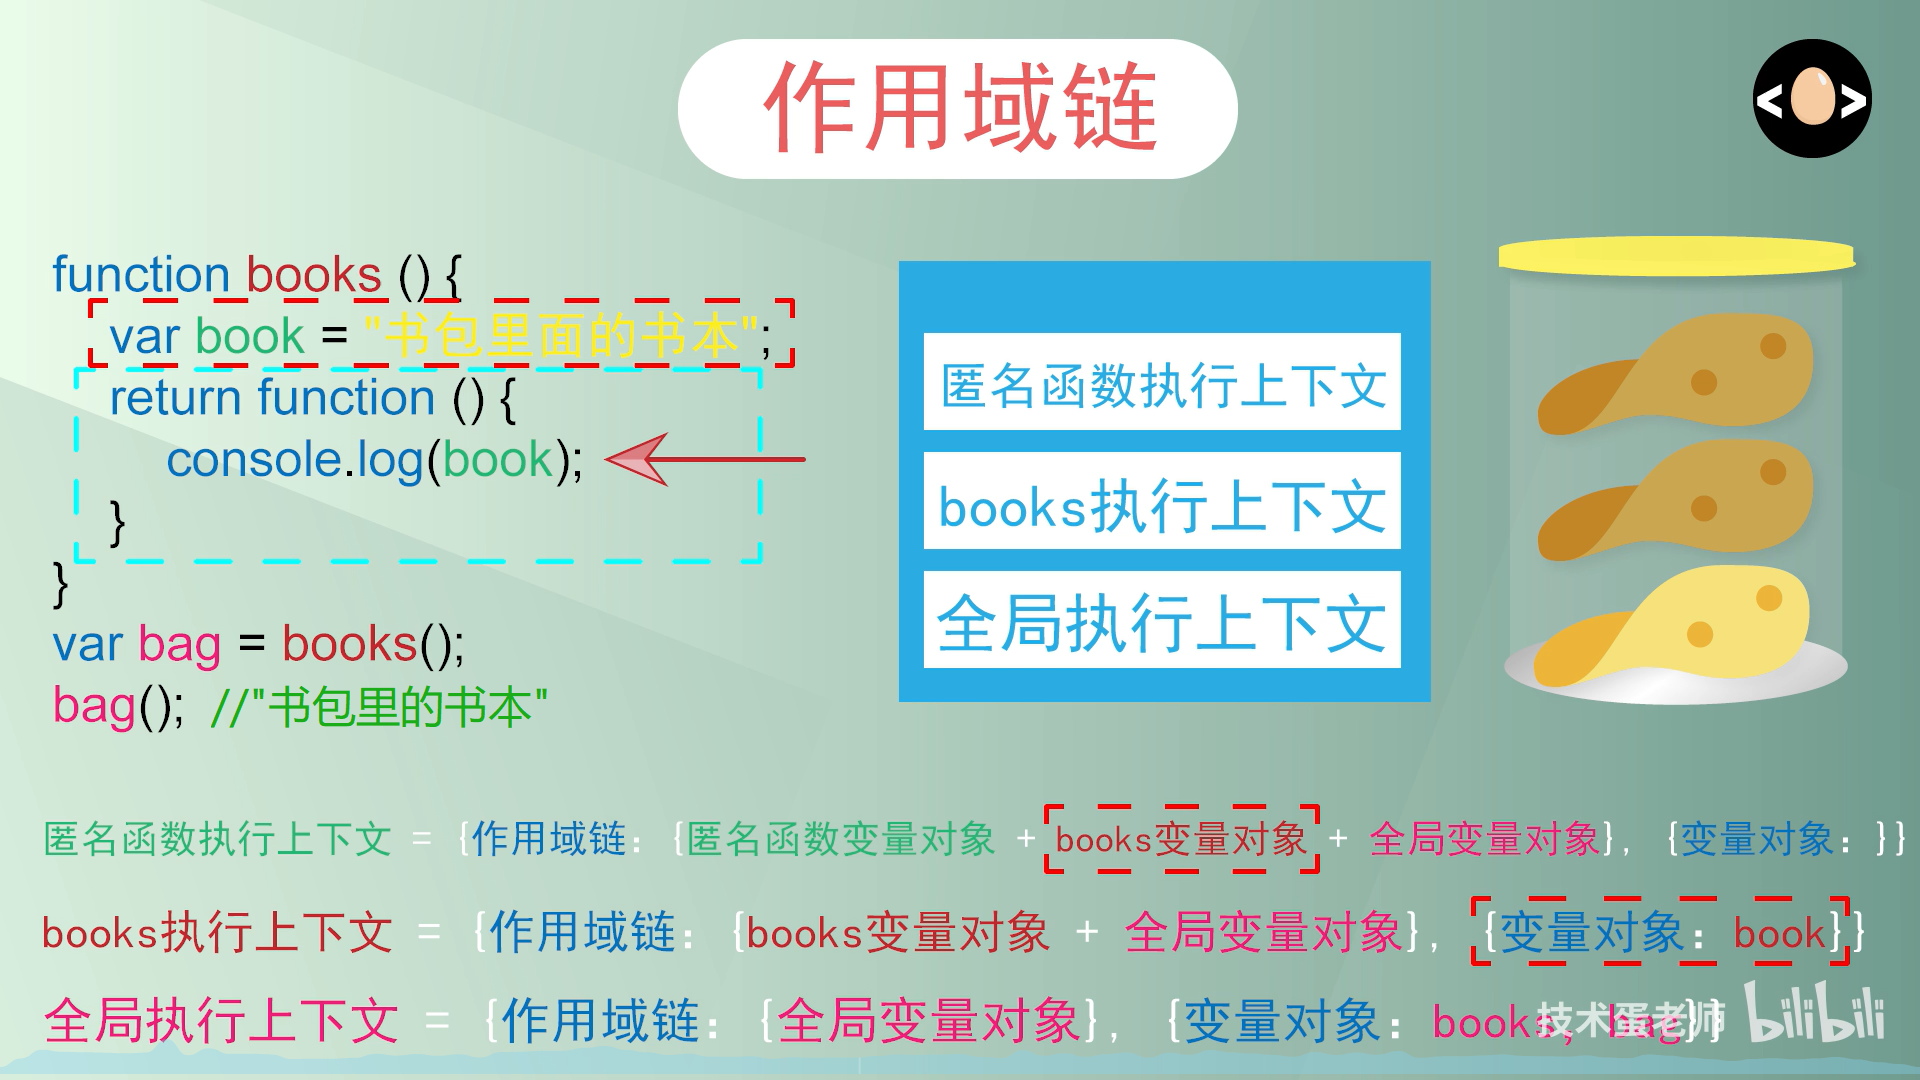 作用域链
< >
function books () {
var book = "书包里面的书本";
return function () {
console.log(book);
}
}
var bag = books();
bag(); //"书包里的书本"
匿名函数执行上下文
books执行上下文
全局执行上下文
匿名函数执行上下文 = {作用域链：{匿名函数变量对象 + books变量对象 + 全局变量对象}，{变量对象：}}
books执行上下文 = {作用域链：{books变量对象 + 全局变量对象}，{变量对象：book}}
全局执行上下文 = {作用域链：{全局变量对象}，{变量对象：books, bag}}
技术蛋老师 bilibili